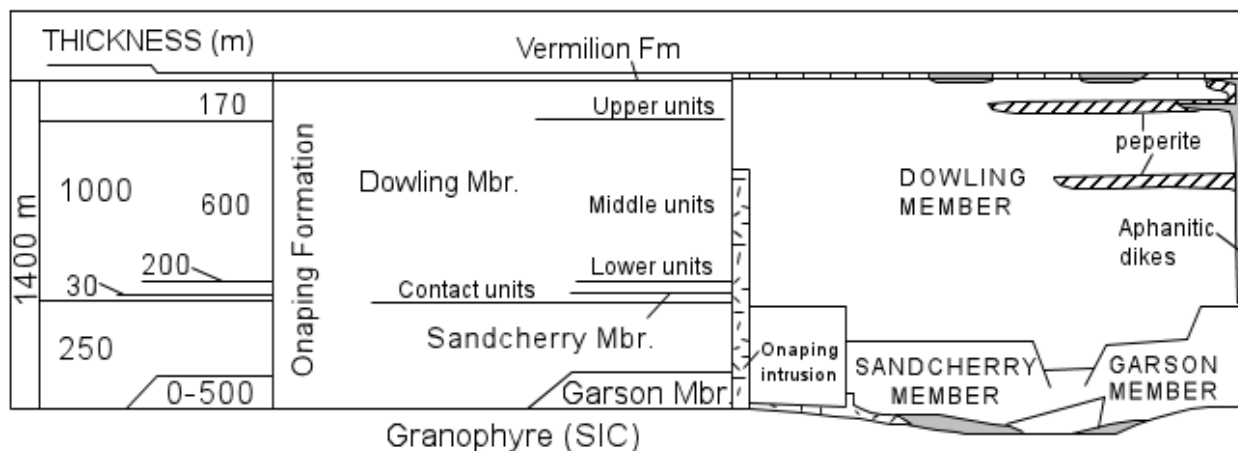 THICKNESS (m)
Vermilion Fm
170
Upper units
1000
600
Dowling Mbr.
Middle units
200
Lower units
30
Contact units
250
Sandcherry Mbr.
0-500
Garson Mbr.
1400 m
Onaping Formation
Granophyre (SIC)
peperite
DOWLING
MEMBER
Aphanitic
dikes
Onaping
intrusion
SANDCHERRY
MEMBER
GARSON
MEMBER